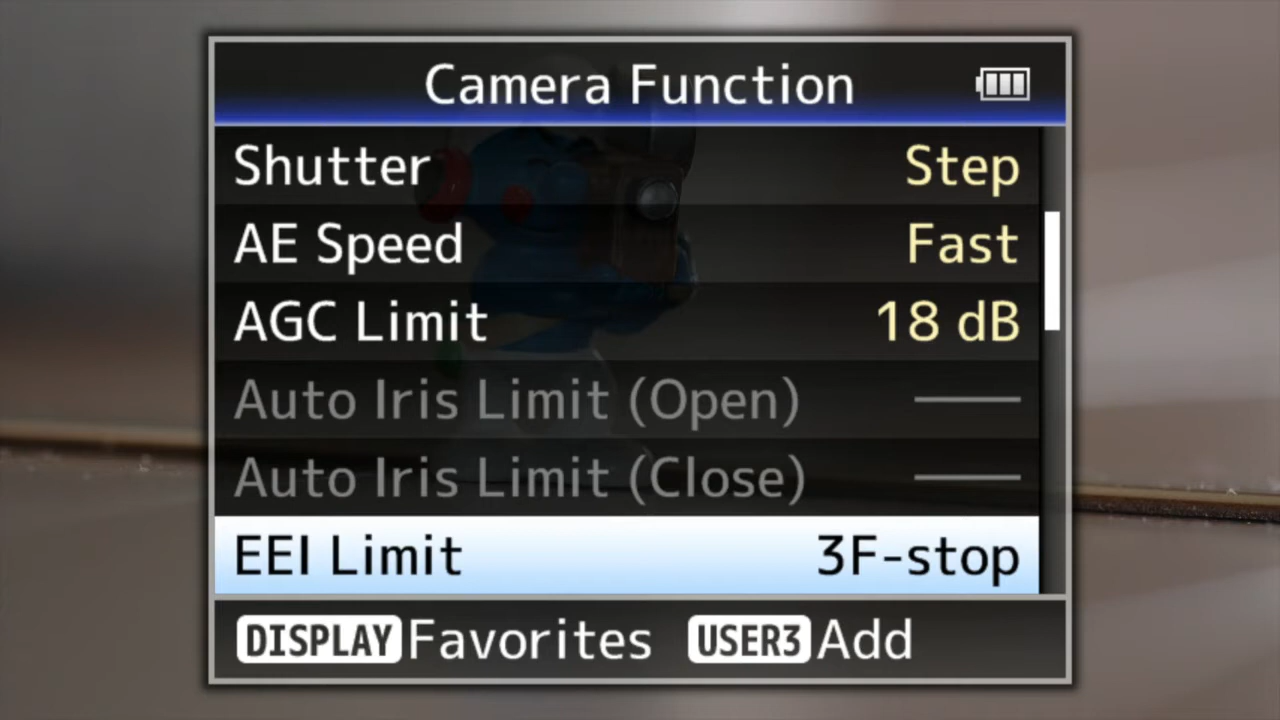 Camera Function
Shutter Step
AE Speed Fast
AGC Limit 18 dB
Auto Iris Limit (Open) ———
Auto Iris Limit (Close) ———
EEI Limit 3F-stop
DISPLAY Favorites USER3 Add